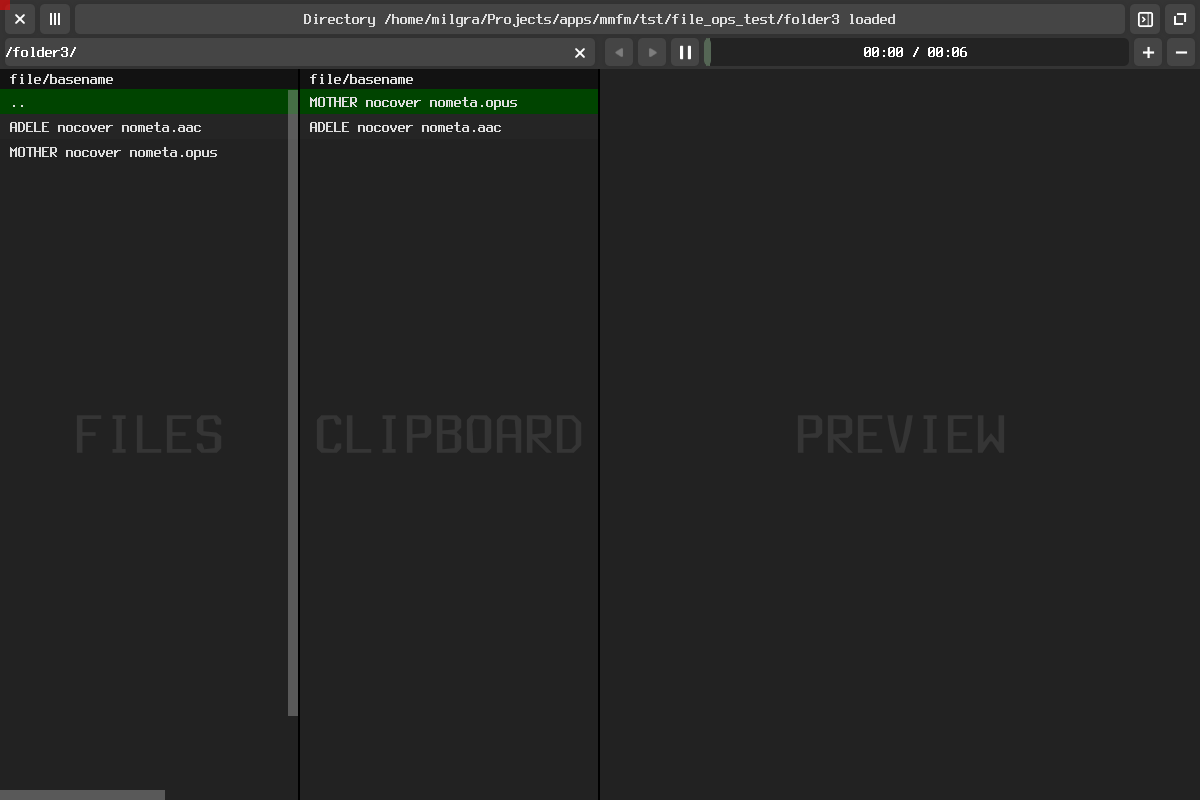 Directory /home/milgra/Projects/apps/mmfm/tst/file_ops_test/folder3 loaded
/folder3/
00:00 / 00:06
file/basename
..
ADELE nocover nometa.aac
MOTHER nocover nometa.opus
FILES
file/basename
MOTHER nocover nometa.opus
ADELE nocover nometa.aac
CLIPBOARD
PREVIEW